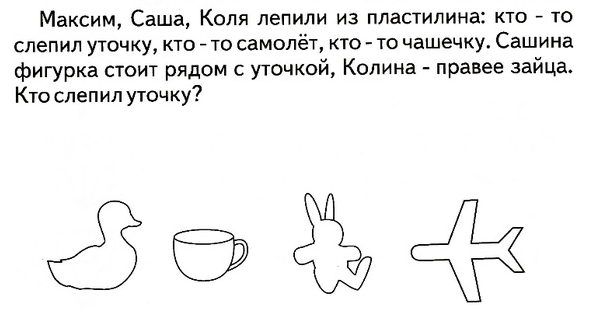 Максим, Саша, Коля лепили из пластилина: кто - то
слепил уточку, кто - то самолёт, кто - то чашечку. Сашина
фигурка стоит рядом с уточкой, Колина - правее зайца.
Кто слепил уточку?